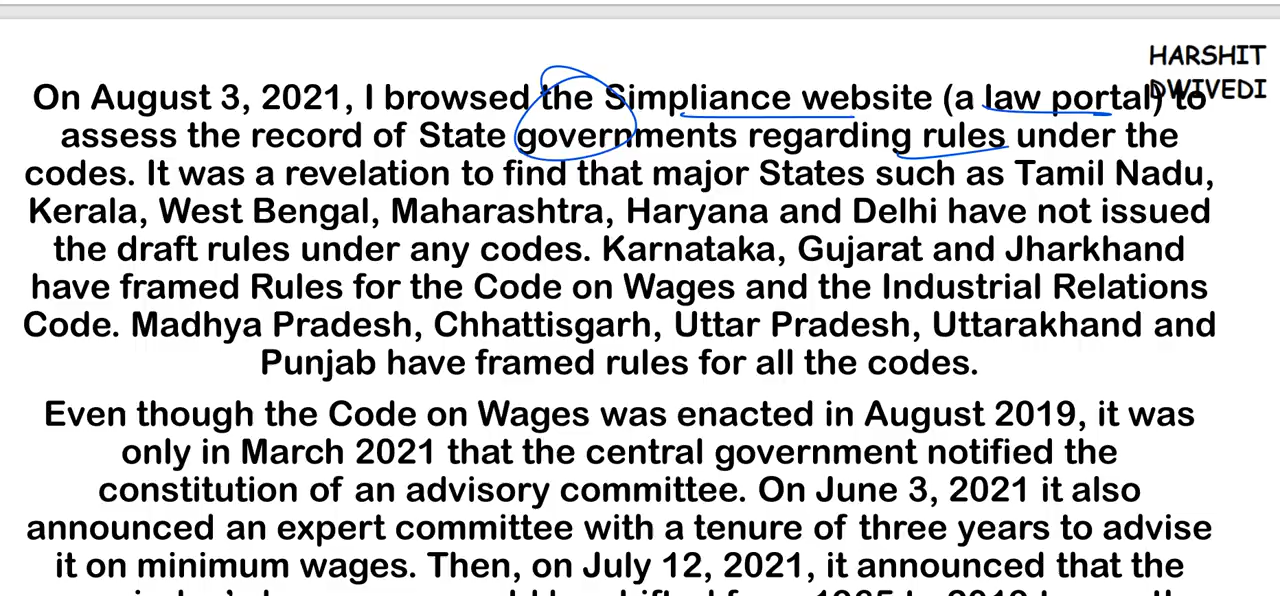 HARSHIT
DWIVEDI
On August 3, 2021, I browsed the Simpliance website (a law portal) to
assess the record of State governments regarding rules under the
codes. It was a revelation to find that major States such as Tamil Nadu,
Kerala, West Bengal, Maharashtra, Haryana and Delhi have not issued
the draft rules under any codes. Karnataka, Gujarat and Jharkhand
have framed Rules for the Code on Wages and the Industrial Relations
Code. Madhya Pradesh, Chhattisgarh, Uttar Pradesh, Uttarakhand and
Punjab have framed rules for all the codes.
Even though the Code on Wages was enacted in August 2019, it was
only in March 2021 that the central government notified the
constitution of an advisory committee. On June 3, 2021 it also
announced an expert committee with a tenure of three years to advise
it on minimum wages. Then, on July 12, 2021, it announced that the